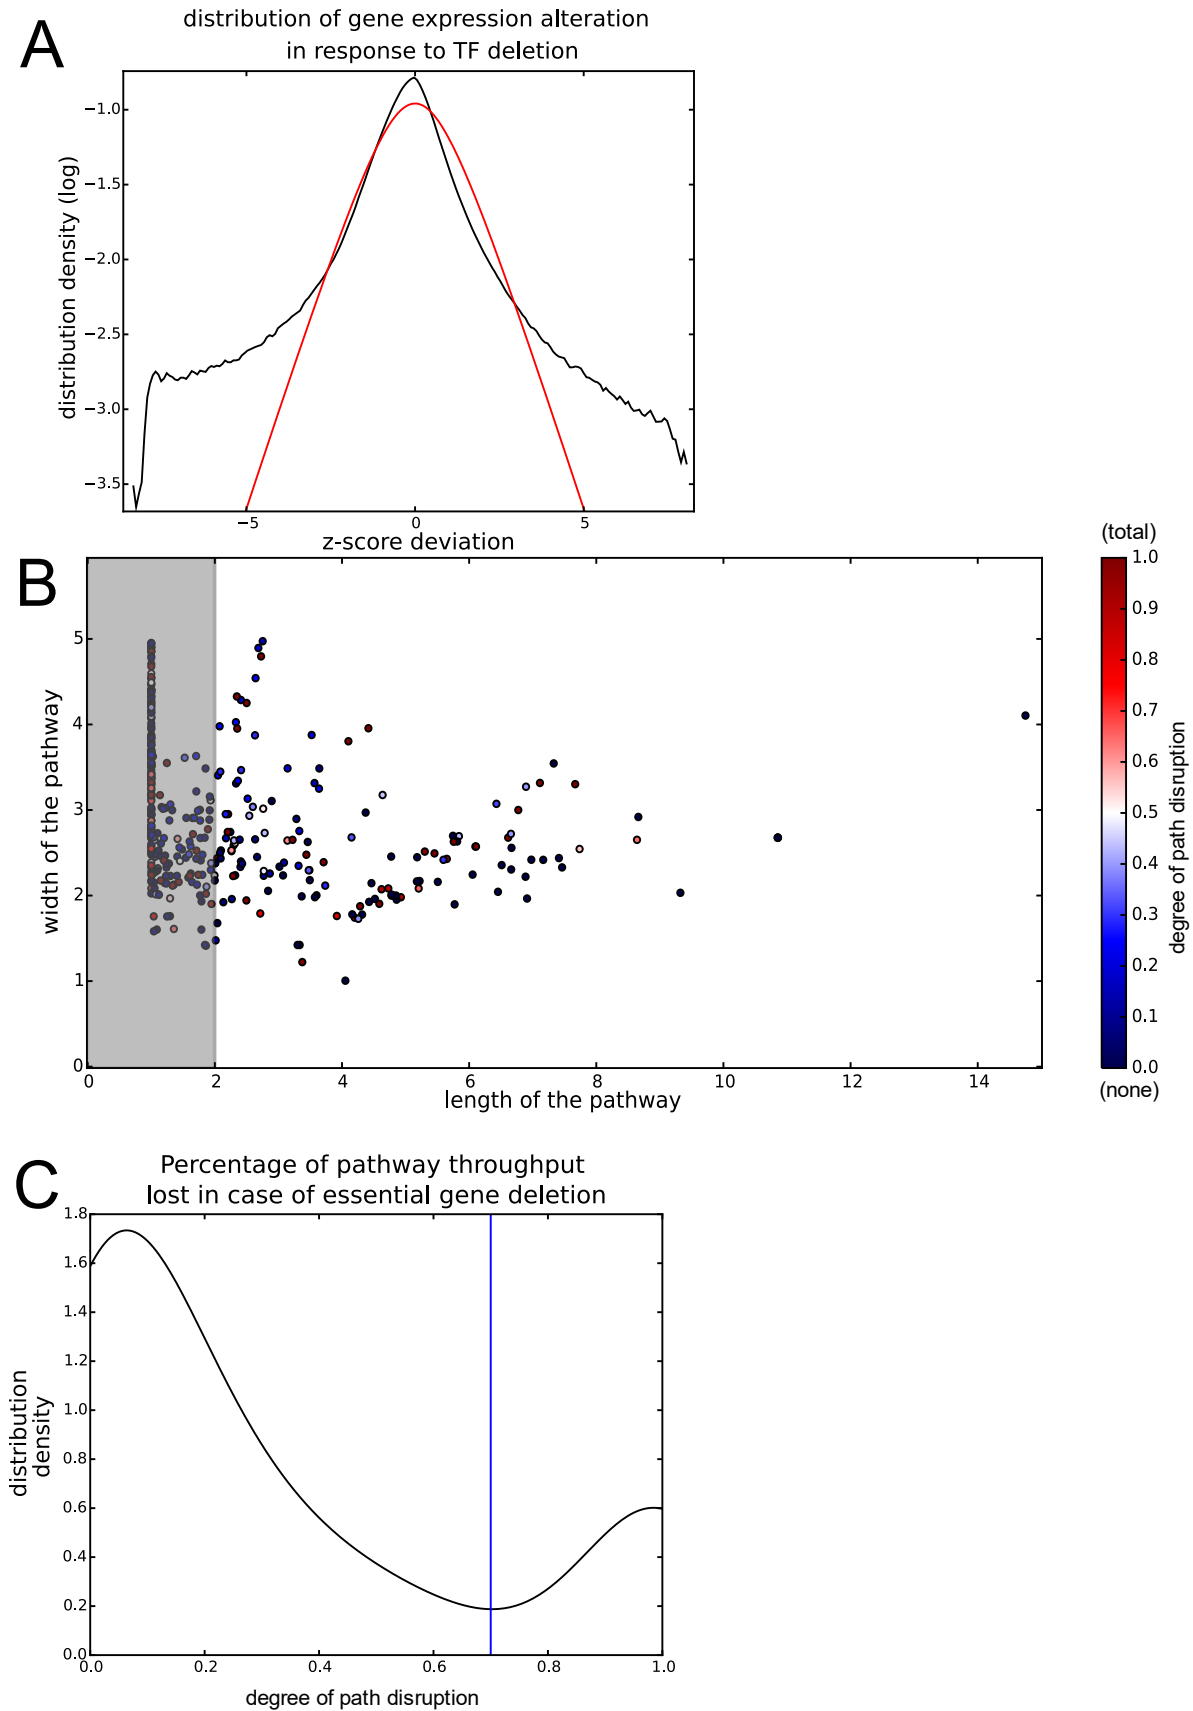 A
distribution of gene expression alteration
in response to TF deletion
distribution density (log)
−1.0
−1.5
−2.0
−2.5
−3.0
−3.5
−5
0
5
z-score deviation
B
width of the pathway
5
4
3
2
1
0
0
2
4
6
8
10
12
14
length of the pathway
(total)
1.0
0.9
0.8
0.7
0.6
0.5
0.4
0.3
0.2
0.1
0.0
(none)
degree of path disruption
C
Percentage of pathway throughput
lost in case of essential gene deletion
distribution
density
1.8
1.6
1.4
1.2
1.0
0.8
0.6
0.4
0.2
0.0
0.0
0.2
0.4
0.6
0.8
1.0
degree of path disruption